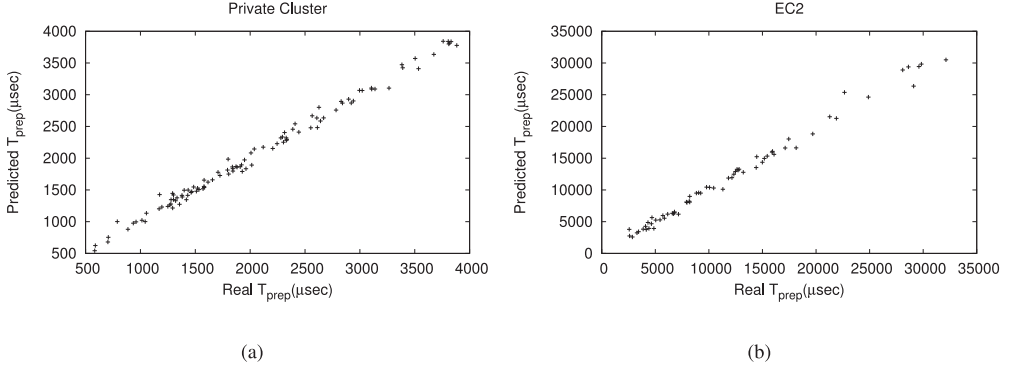 Private Cluster
4000
3500
3000
2500
2000
1500
1000
500
500 1000 1500 2000 2500 3000 3500 4000
Predicted T_prep(μsec)
Real T_prep(μsec)
(a)
EC2
35000
30000
25000
20000
15000
10000
5000
0
0 5000 10000 15000 20000 25000 30000 35000
Predicted T_prep(μsec)
Real T_prep(μsec)
(b)